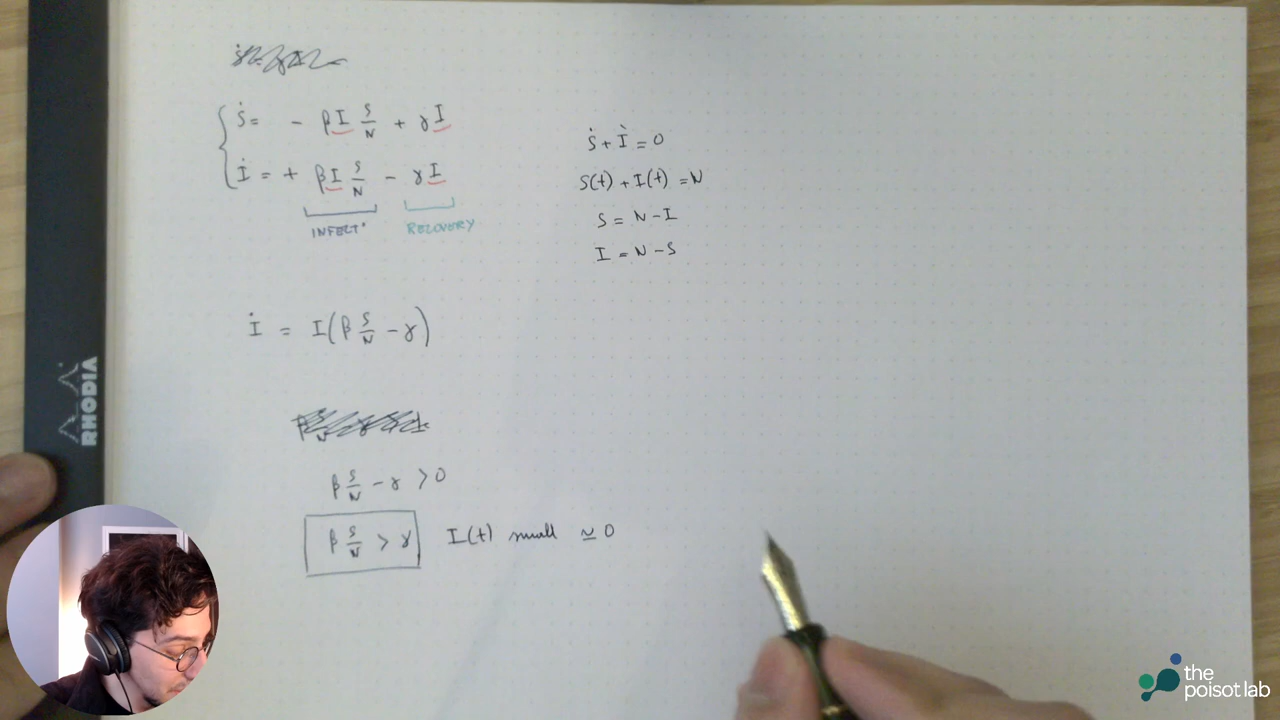 Ṡ = - βI S/N + γI
İ = + βI S/N - γI
INFECT° RECOVERY
Ṡ + İ = 0
S(t) + I(t) = N
S = N - I
I = N - S
İ = I(β S/N - γ)
β S/N - γ > 0
β S/N > γ I(t) small ≃ 0
RHODIA
the
poisot lab